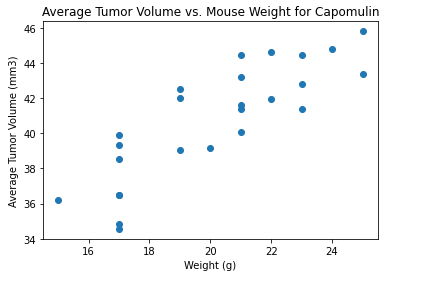 Average Tumor Volume vs. Mouse Weight for Capomulin
46
44
42
40
38
36
34
Average Tumor Volume (mm3)
16 18 20 22 24
Weight (g)